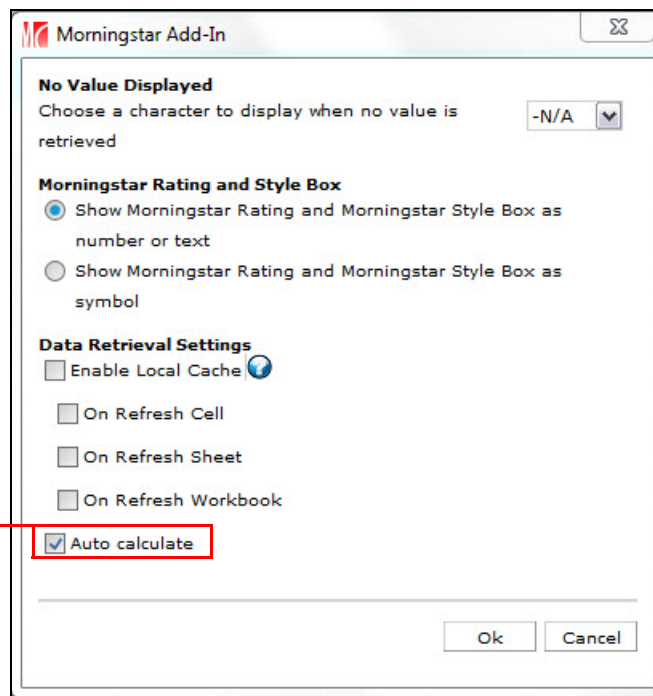 Morningstar Add-In
No Value Displayed
Choose a character to display when no value is
retrieved
-N/A
Morningstar Rating and Style Box
Show Morningstar Rating and Morningstar Style Box as
number or text
Show Morningstar Rating and Morningstar Style Box as
symbol
Data Retrieval Settings
Enable Local Cache ?
On Refresh Cell
On Refresh Sheet
On Refresh Workbook
Auto calculate
Ok Cancel